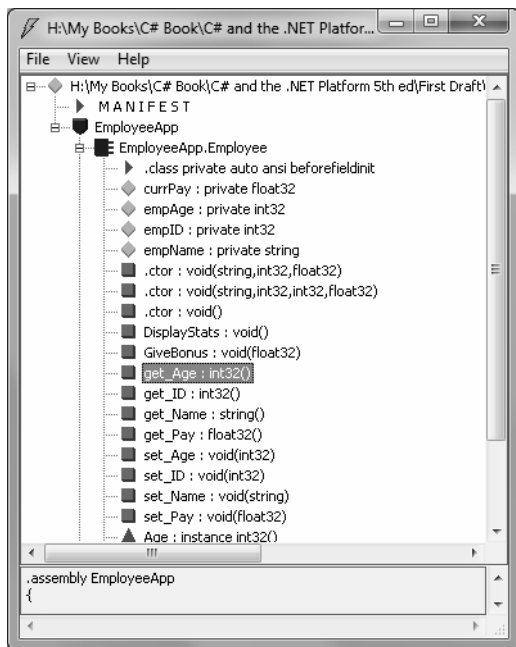 H:\My Books\C# Book\C# and the .NET Platfor...
File View Help
H:\My Books\C# Book\C# and the .NET Platform 5th ed\First Draft\
M A N I F E S T
EmployeeApp
EmployeeApp.Employee
.class private auto ansi beforefieldinit
currPay : private float32
empAge : private int32
empID : private int32
empName : private string
.ctor : void(string,int32,float32)
.ctor : void(string,int32,int32,float32)
.ctor : void()
DisplayStats : void()
GiveBonus : void(float32)
get_Age : int32()
get_ID : int32()
get_Name : string()
get_Pay : float32()
set_Age : void(int32)
set_ID : void(int32)
set_Name : void(string)
set_Pay : void(float32)
Age : instance int32()
.assembly EmployeeApp
{